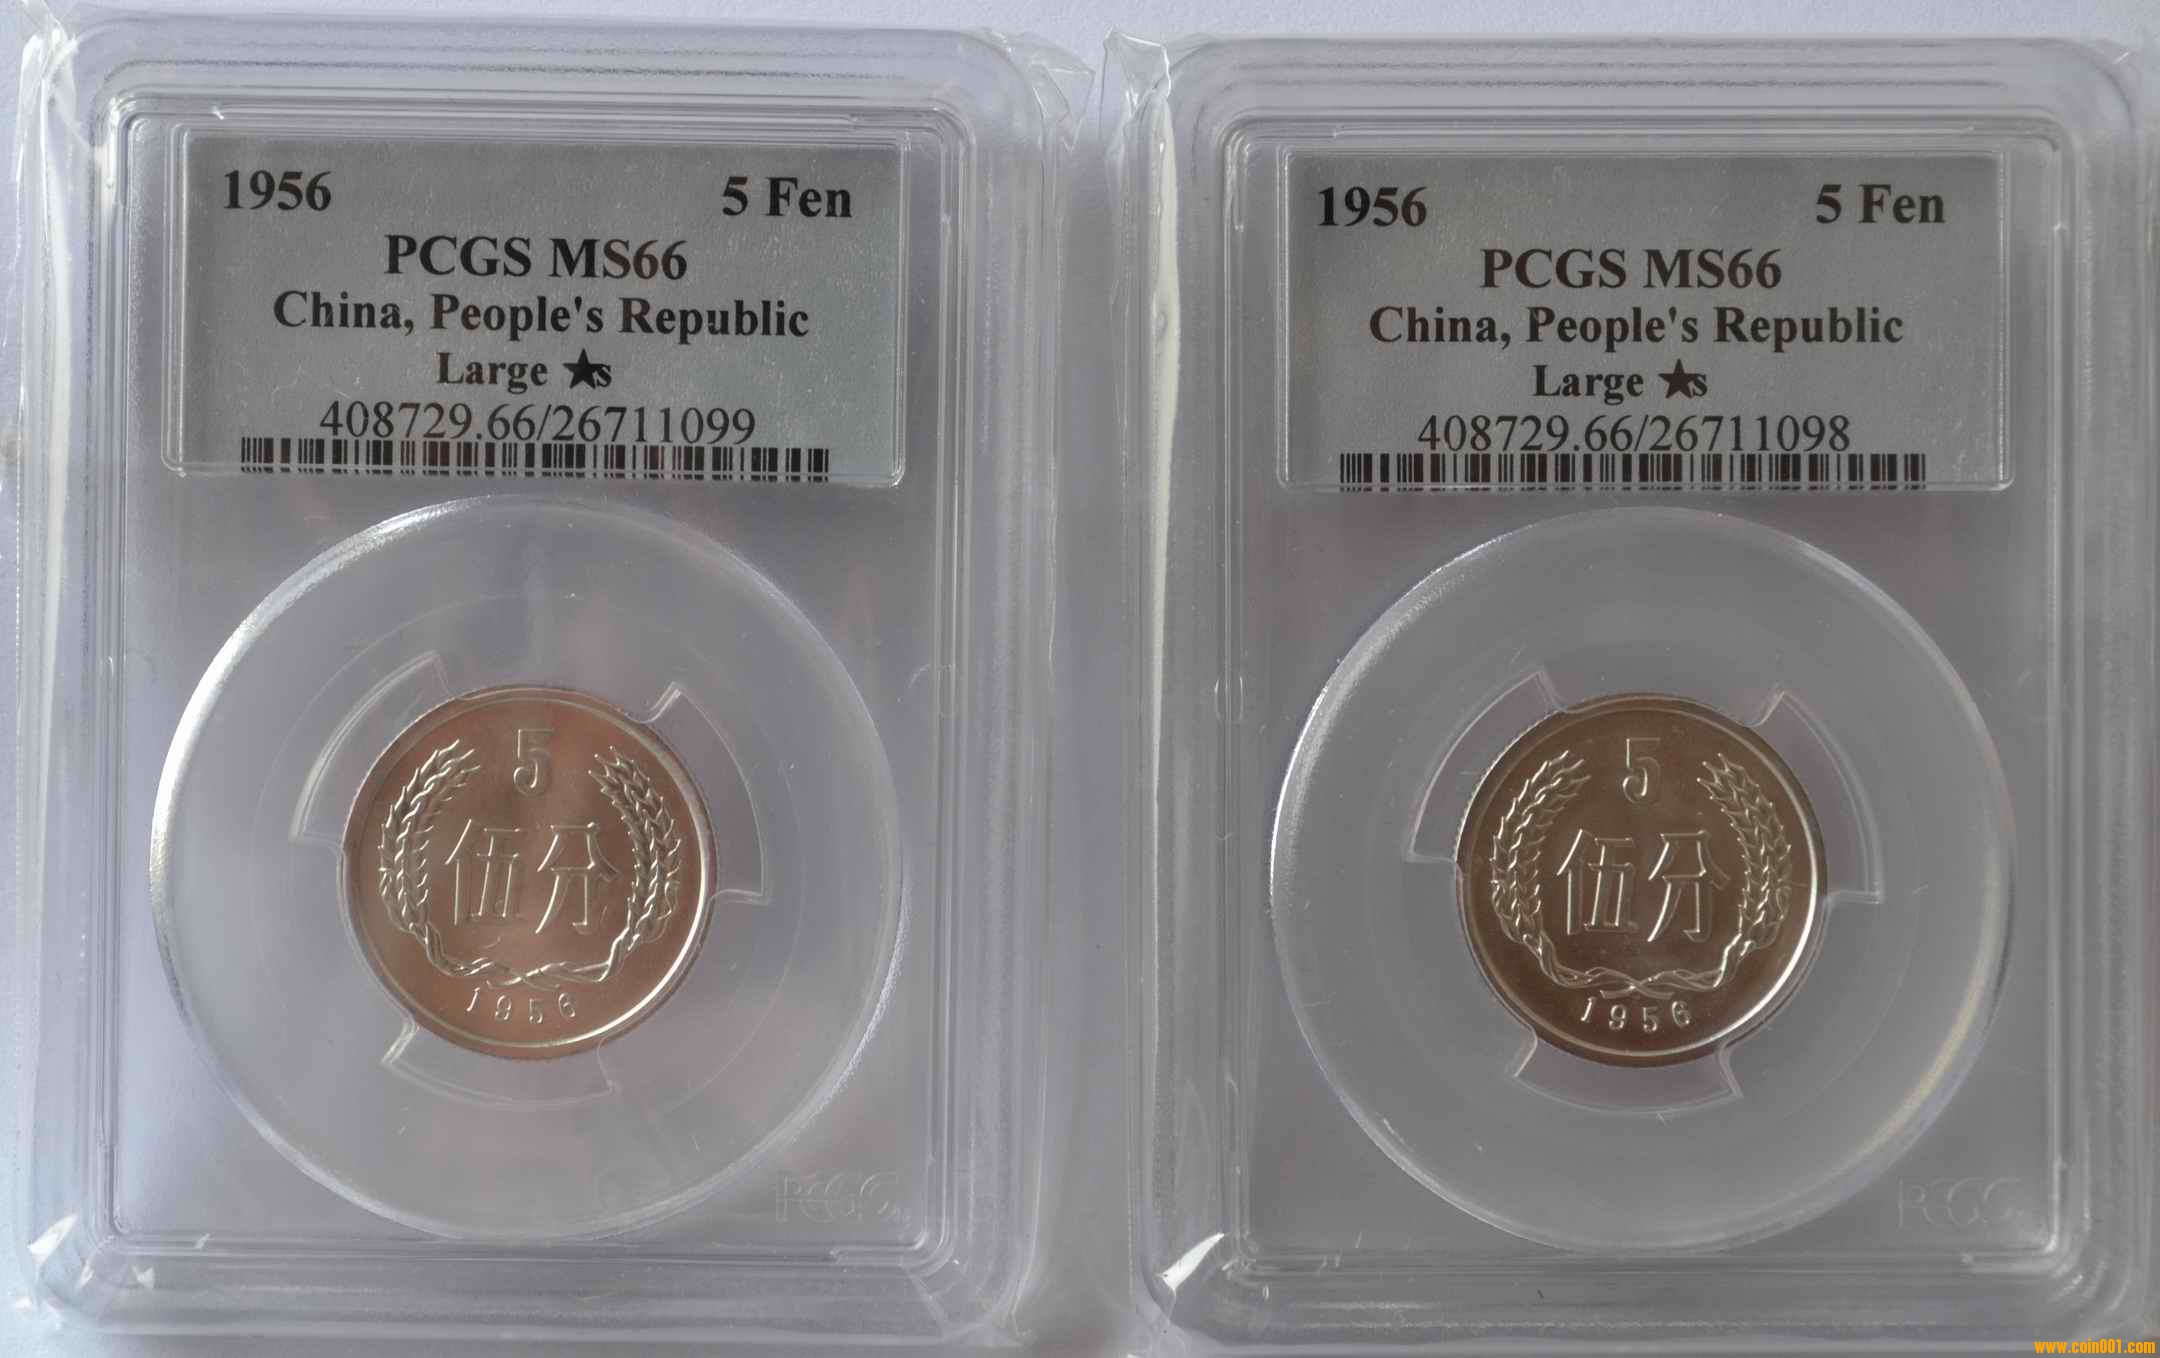 1956 5 Fen
PCGS MS66
China, People's Republic
Large ★s
408729.66/26711099
5
伍分
1956
PCGS
1956 5 Fen
PCGS MS66
China, People's Republic
Large ★s
408729.66/26711098
5
伍分
1956
PCGS
www.coin001.com